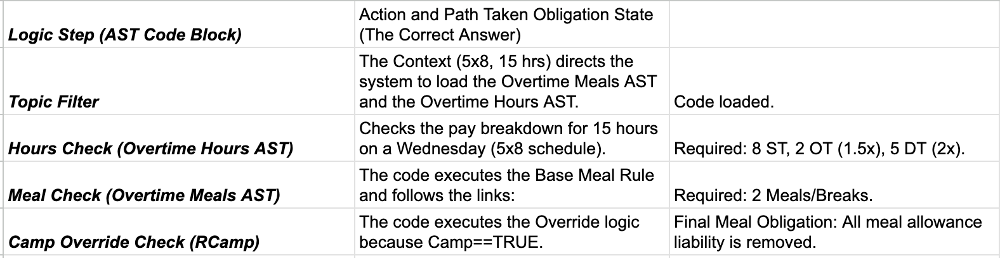 Logic Step (AST Code Block)
Action and Path Taken Obligation State
(The Correct Answer)
Topic Filter
The Context (5x8, 15 hrs) directs the
system to load the Overtime Meals AST
and the Overtime Hours AST.
Code loaded.
Hours Check (Overtime Hours AST)
Checks the pay breakdown for 15 hours
on a Wednesday (5x8 schedule).
Required: 8 ST, 2 OT (1.5x), 5 DT (2x).
Meal Check (Overtime Meals AST)
The code executes the Base Meal Rule
and follows the links:
Required: 2 Meals/Breaks.
Camp Override Check (RCamp)
The code executes the Override logic
because Camp==TRUE.
Final Meal Obligation: All meal allowance
liability is removed.